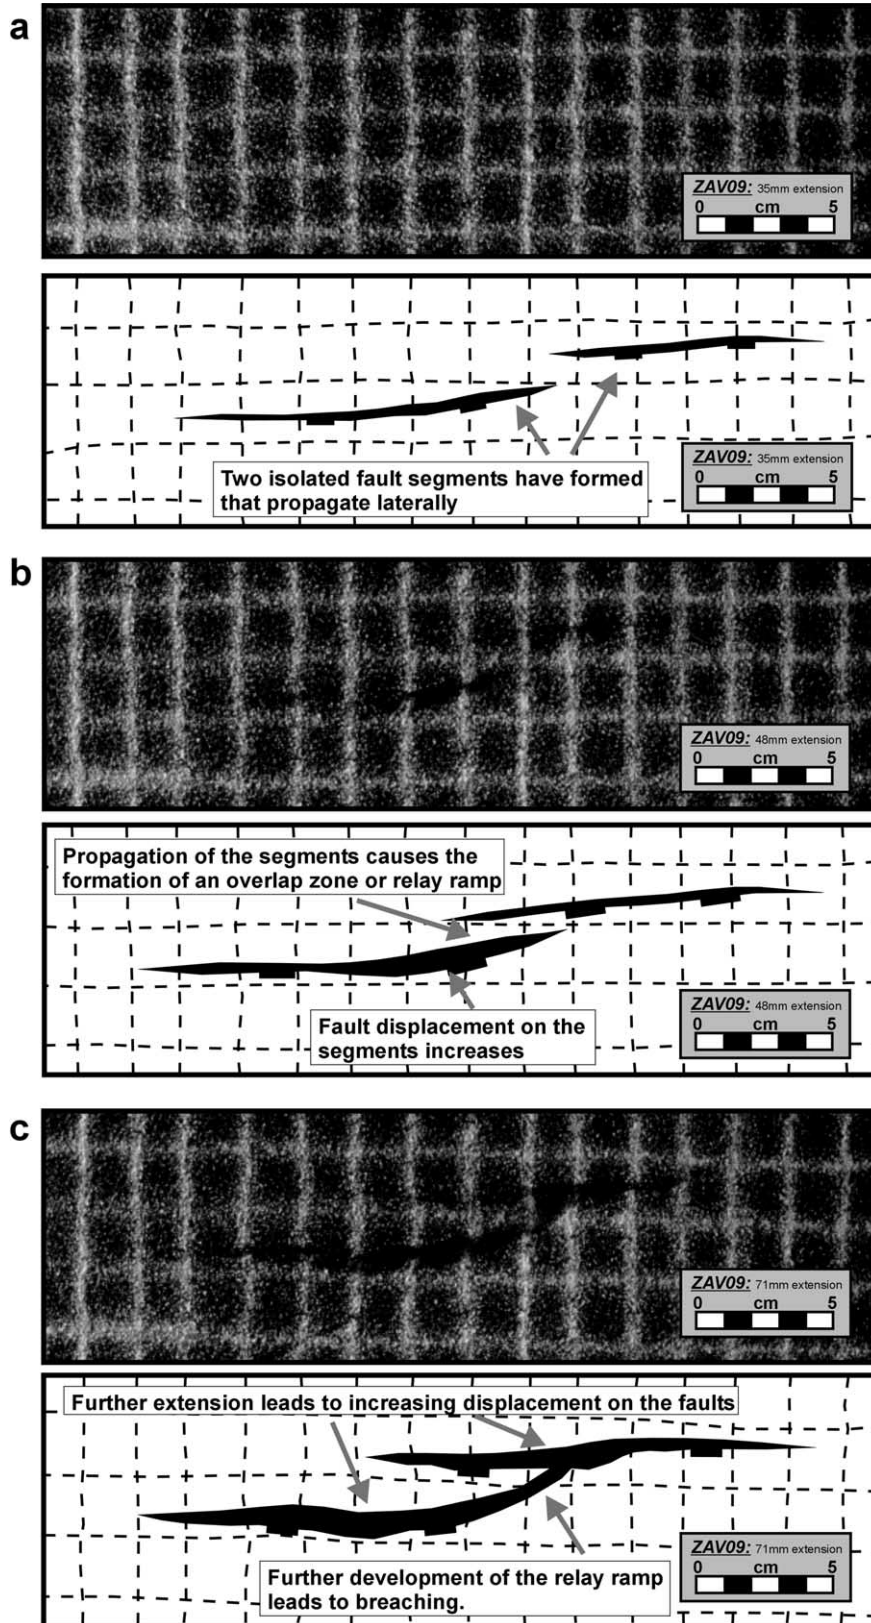 a
ZAV09: 35mm extension
0 cm 5
Two isolated fault segments have formed
that propagate laterally
ZAV09: 35mm extension
0 cm 5
b
ZAV09: 48mm extension
0 cm 5
Propagation of the segments causes the
formation of an overlap zone or relay ramp
Fault displacement on the
segments increases
ZAV09: 48mm extension
0 cm 5
c
ZAV09: 71mm extension
0 cm 5
Further extension leads to increasing displacement on the faults
Further development of the relay ramp
leads to breaching.
ZAV09: 71mm extension
0 cm 5